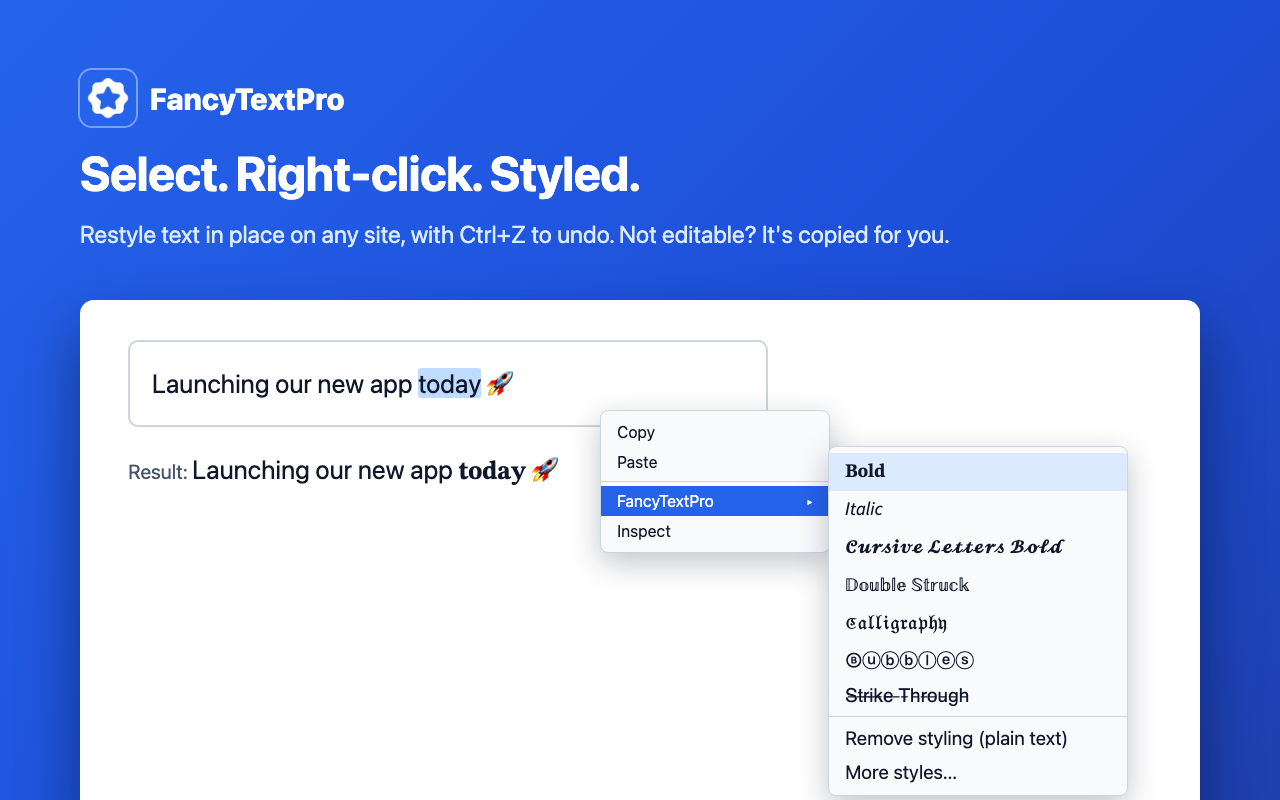 FancyTextPro
Select. Right-click. Styled.
Restyle text in place on any site, with Ctrl+Z to undo. Not editable? It's copied for you.
Launching our new app today 🚀
Result: Launching our new app 𝐭𝐨𝐝𝐚𝐲 🚀
Copy
Paste
FancyTextPro ▸
Inspect
𝐁𝐨𝐥𝐝
𝘐𝘵𝘢𝘭𝘪𝘤
𝓒𝓾𝓻𝓼𝓲𝓿𝓮 𝓛𝓮𝓽𝓽𝓮𝓻𝓼 𝓑𝓸𝓵𝓭
𝔻𝕠𝕦𝕓𝕝𝕖 𝕊𝕥𝕣𝕦𝕔𝕜
ℭ𝔞𝔩𝔩𝔦𝔤𝔯𝔞𝔭𝔥𝔶
Ⓑⓤⓑⓑⓛⓔⓢ
S̶t̶r̶i̶k̶e̶ ̶T̶h̶r̶o̶u̶g̶h̶
Remove styling (plain text)
More styles...